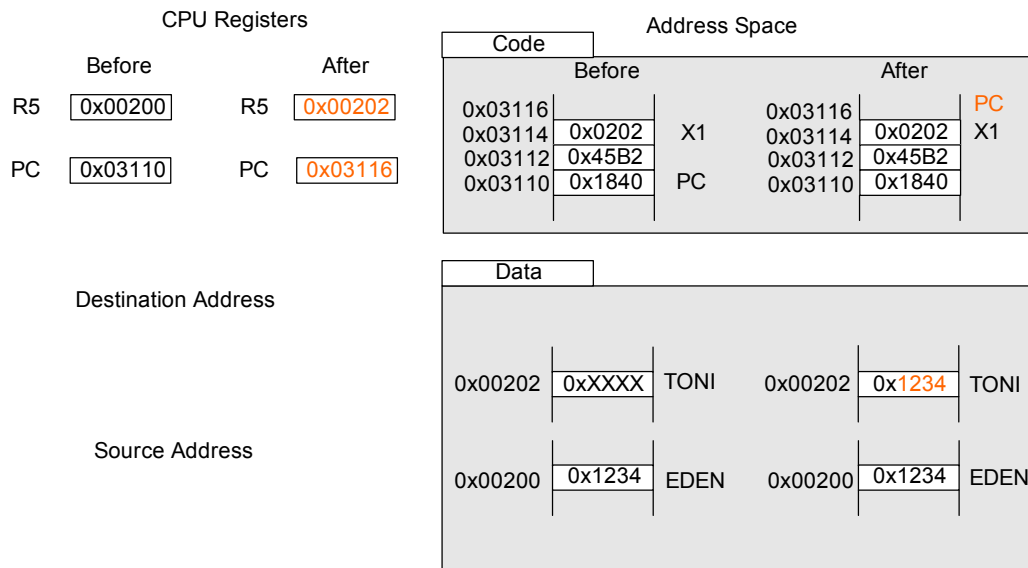 CPU Registers
Address Space
Code
Before After
Before After
R5 0x00200 R5 0x00202
0x03116 0x03116 PC
0x03114 0x0202 X1 0x03114 0x0202 X1
0x03112 0x45B2 0x03112 0x45B2
PC 0x03110 PC 0x03116
0x03110 0x1840 PC 0x03110 0x1840
Data
Destination Address
0x00202 0xXXXX TONI 0x00202 0x1234 TONI
Source Address
0x00200 0x1234 EDEN 0x00200 0x1234 EDEN